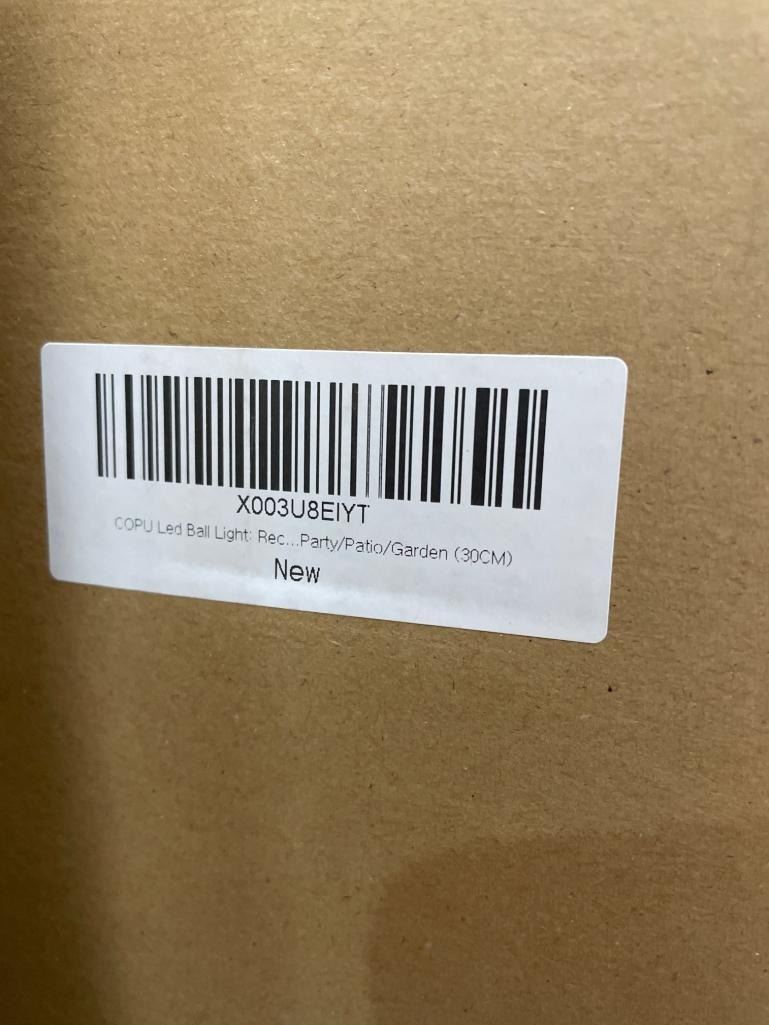 X003U8EIYT
COPU Led Ball Light: Rec...Party/Patio/Garden (30CM)
New